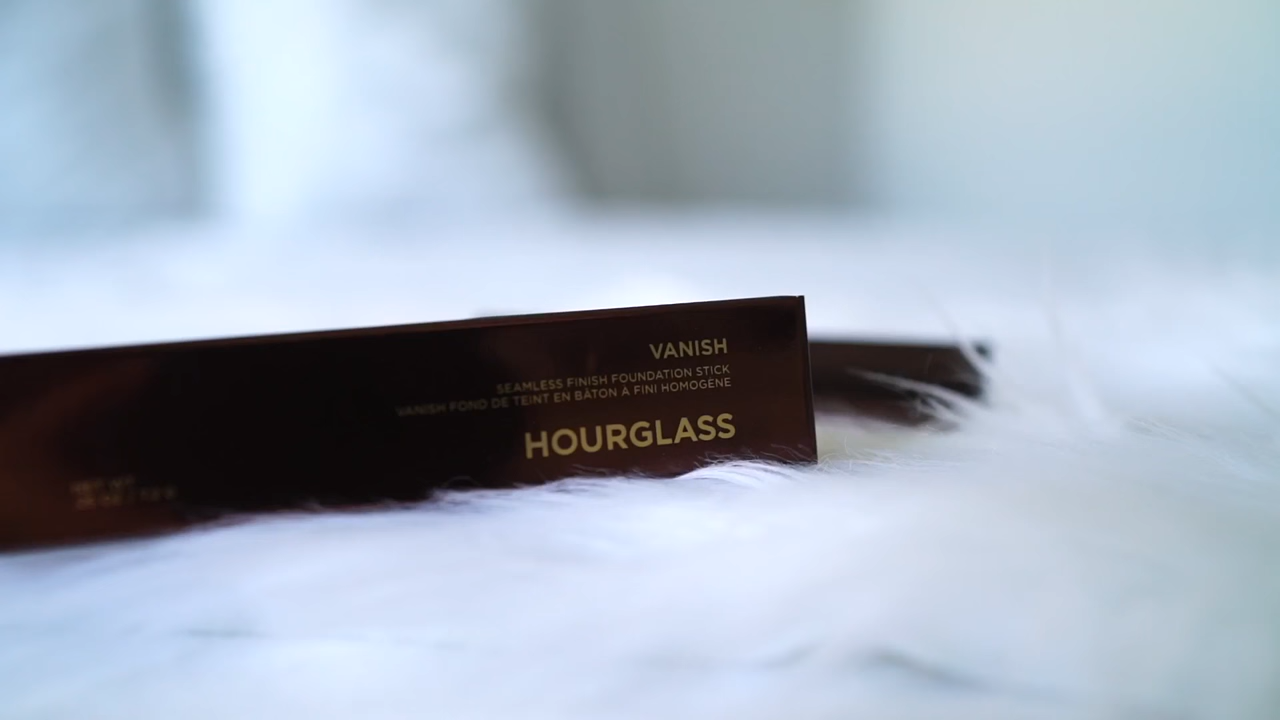 VANISH
SEAMLESS FINISH FOUNDATION STICK
VANISH FOND DE TEINT EN BÂTON À FINI HOMOGÈNE
HOURGLASS